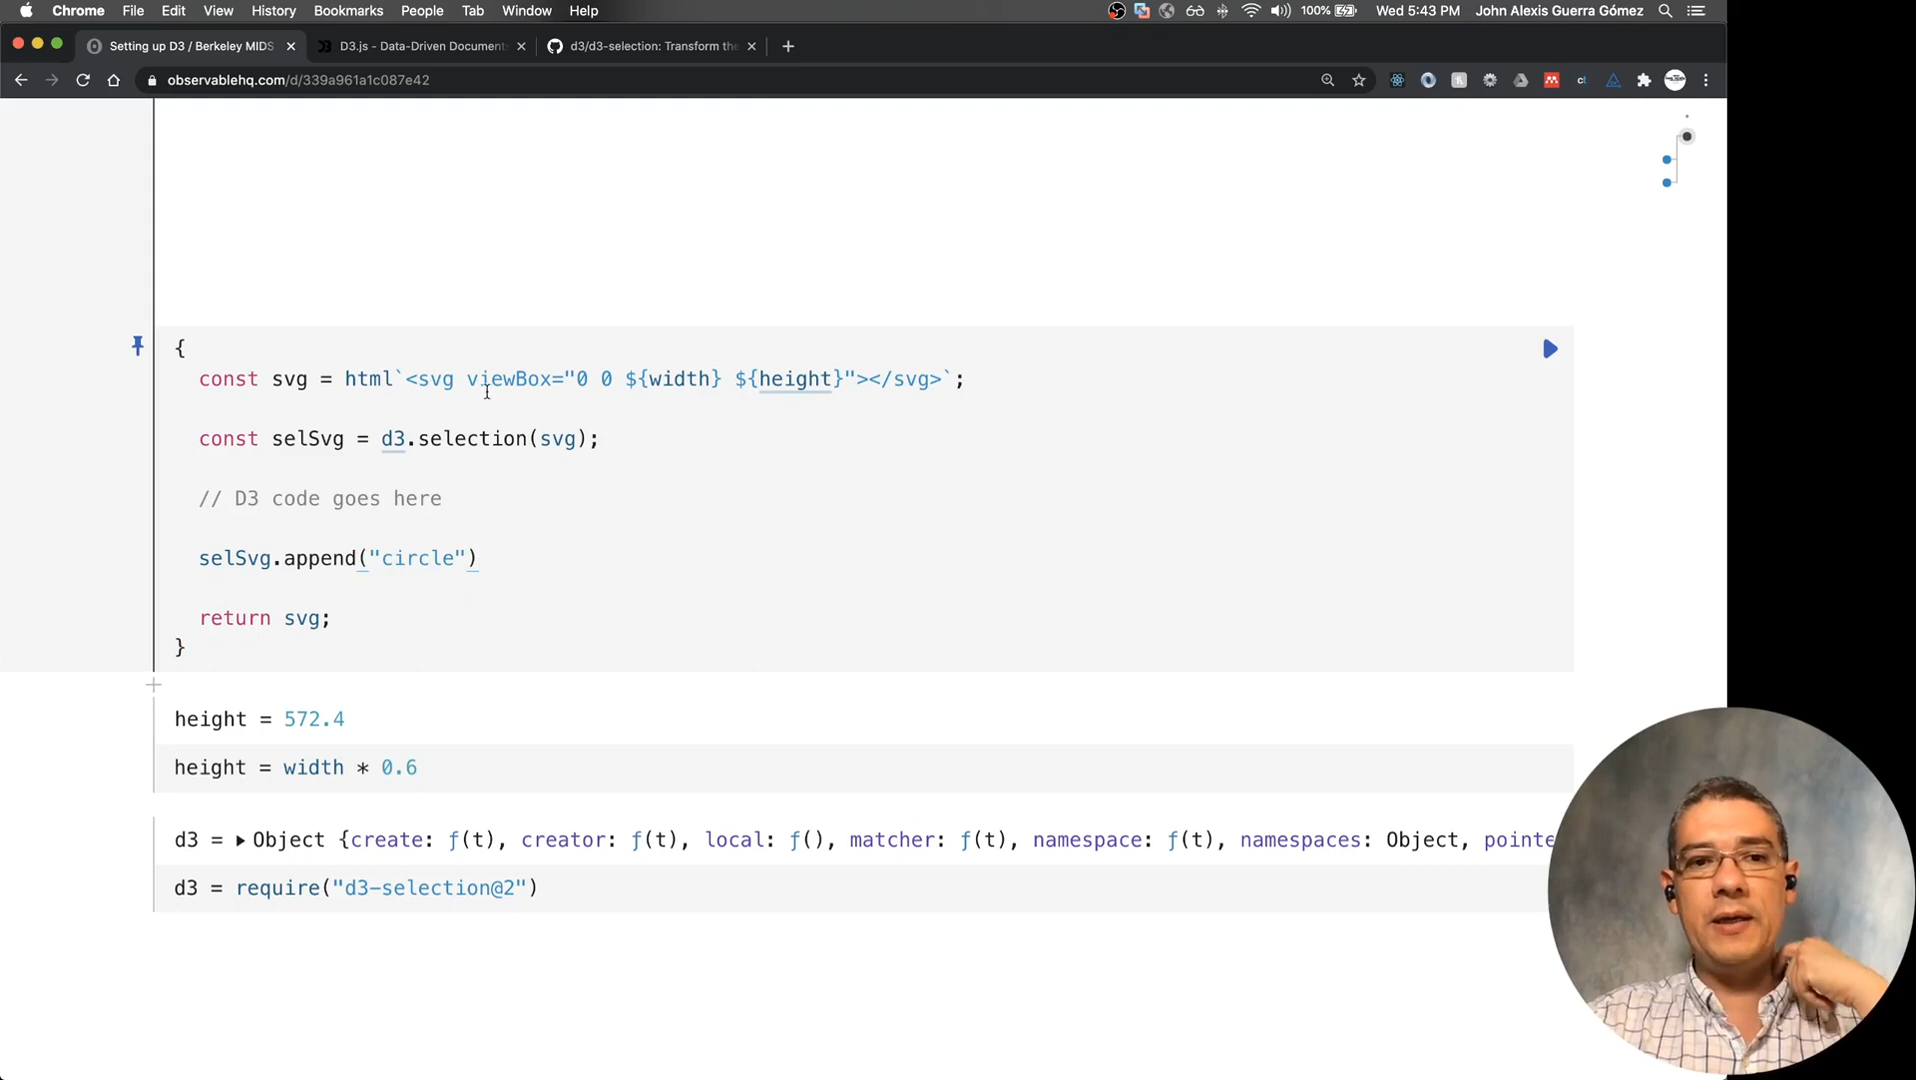 Chrome File Edit View History Bookmarks People Tab Window Help 100% Wed 5:43 PM John Alexis Guerra Gómez
Setting up D3 / Berkeley MIDS D3.js - Data-Driven Document d3/d3-selection: Transform the
observablehq.com/d/339a961a1c087e42
{
const svg = html`<svg viewBox="0 0 ${width} ${height}"></svg>`;
const selSvg = d3.selection(svg);
// D3 code goes here
selSvg.append("circle")
return svg;
}
height = 572.4
height = width * 0.6
d3 = Object {create: ƒ(t), creator: ƒ(t), local: ƒ(), matcher: ƒ(t), namespace: ƒ(t), namespaces: Object, pointe
d3 = require("d3-selection@2")